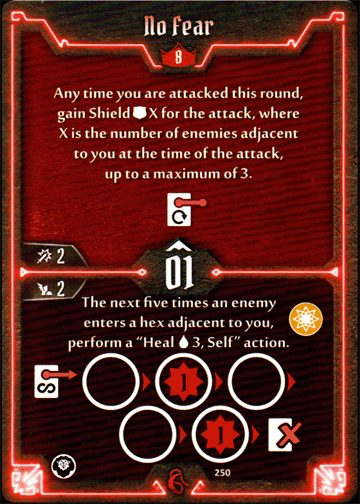 No Fear
8
Any time you are attacked this round,
gain Shield X for the attack, where
X is the number of enemies adjacent
to you at the time of the attack,
up to a maximum of 3.
2
01
2
The next five times an enemy
enters a hex adjacent to you,
perform a “Heal 3, Self” action.
S
1
1
X
250